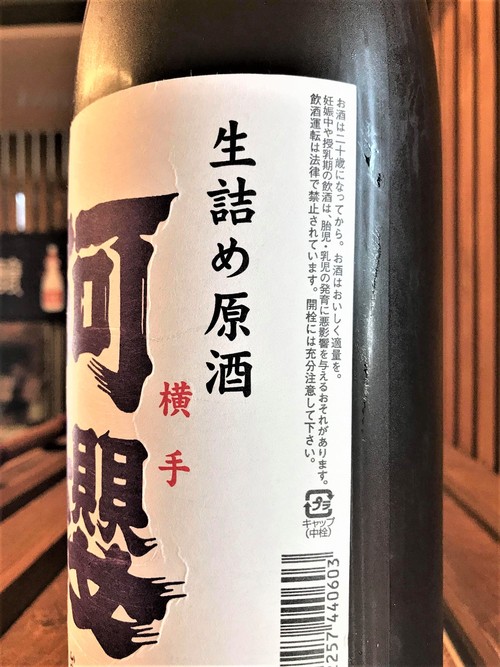 お酒は二十歳になってから。お酒はおいしく適量を。
妊娠中や授乳期の飲酒は、胎児・乳児の発育に悪影響を与えるおそれがあります。
飲酒運転は法律で禁止されています。開栓には充分注意して下さい。
プラ
キャップ
(中栓)
257440603
生詰め原酒
横手
阿櫻